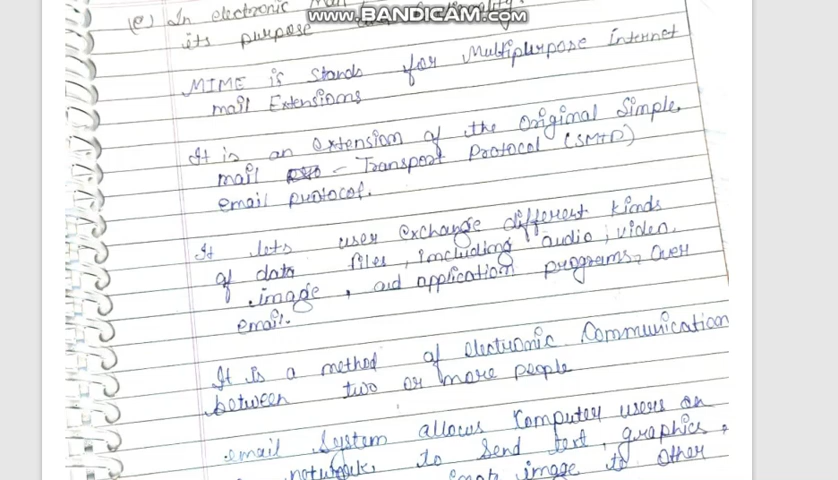 (e) In electronic mail
WWW.BANDICAM.COM
its purpose
MIME is Stands for Multipurpose Internet
mail Extensions
It is an extension of the Original Simple
mail - Transport Protocol (SMTP)
email protocol.
It lets user exchange different kinds
of data files, including audio, video,
image, aid application programs, over
email.
It is a method of electronic Communication
between two or more people
email System allows Computer users on
network to Send text, graphics,
image to other